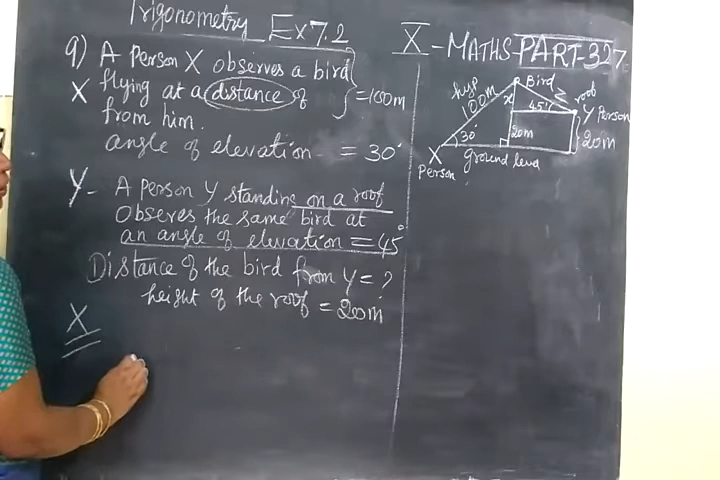 Trigonometry Ex 7.2
X - MATHS PART-327
9) A Person X observes a bird
X flying at a distance of = 100m
from him.
angle of elevation = 30°
Y - A person Y standing on a roof
observes the same bird at
an angle of elevation = 45°
Distance of the bird from Y = ?
height of the roof = 20m
X
Bird
hyp
100m
x
45°
roof
Y Person
30°
20m
20m
X
Person
ground level